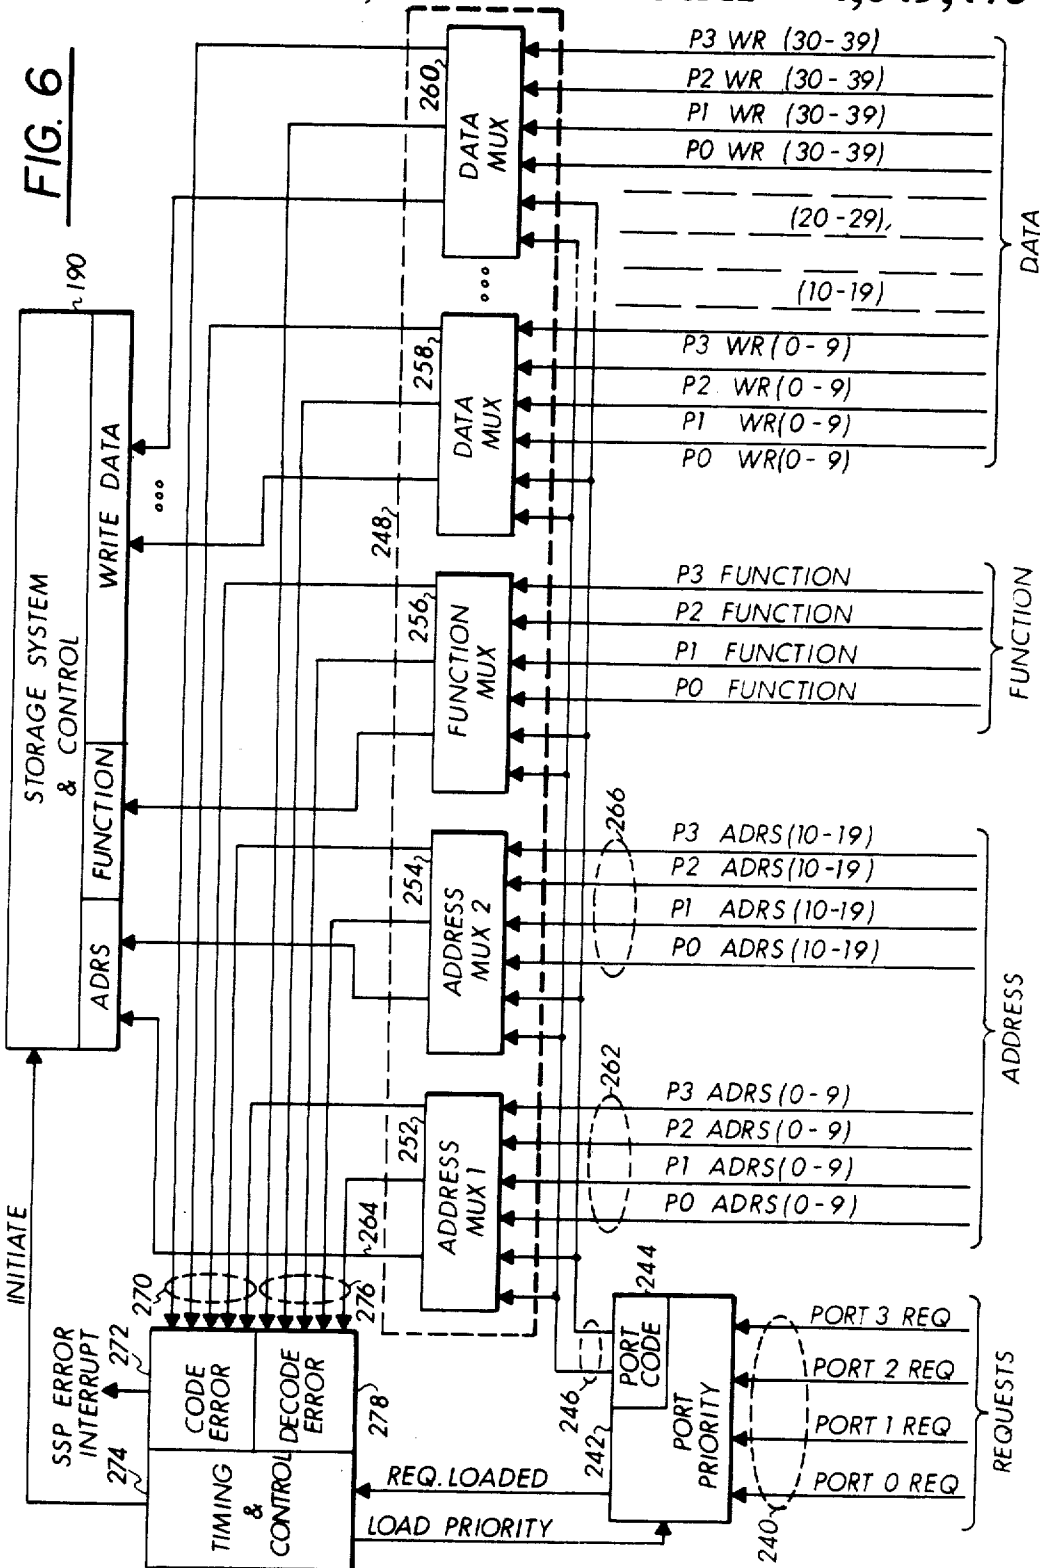 FIG. 6
STORAGE SYSTEM
& CONTROL
190
ADRS
FUNCTION
WRITE DATA
INITIATE
SSP ERROR
INTERRUPT
274
272
270
TIMING
&
CONTROL
CODE
ERROR
DECODE
ERROR
276
278
264
REQ. LOADED
LOAD PRIORITY
248
252
ADDRESS
MUX 1
254
ADDRESS
MUX 2
256
FUNCTION
MUX
258
DATA
MUX
260
DATA
MUX
242
246
244
PORT
CODE
PORT
PRIORITY
240
PORT 0 REQ
PORT 1 REQ
PORT 2 REQ
PORT 3 REQ
REQUESTS
262
P0 ADRS(0-9)
P1 ADRS(0-9)
P2 ADRS(0-9)
P3 ADRS(0-9)
266
P0 ADRS(10-19)
P1 ADRS(10-19)
P2 ADRS(10-19)
P3 ADRS(10-19)
ADDRESS
P0 FUNCTION
P1 FUNCTION
P2 FUNCTION
P3 FUNCTION
FUNCTION
P0 WR(0-9)
P1 WR(0-9)
P2 WR(0-9)
P3 WR(0-9)
(10-19)
(20-29)
P0 WR (30-39)
P1 WR (30-39)
P2 WR (30-39)
P3 WR (30-39)
DATA